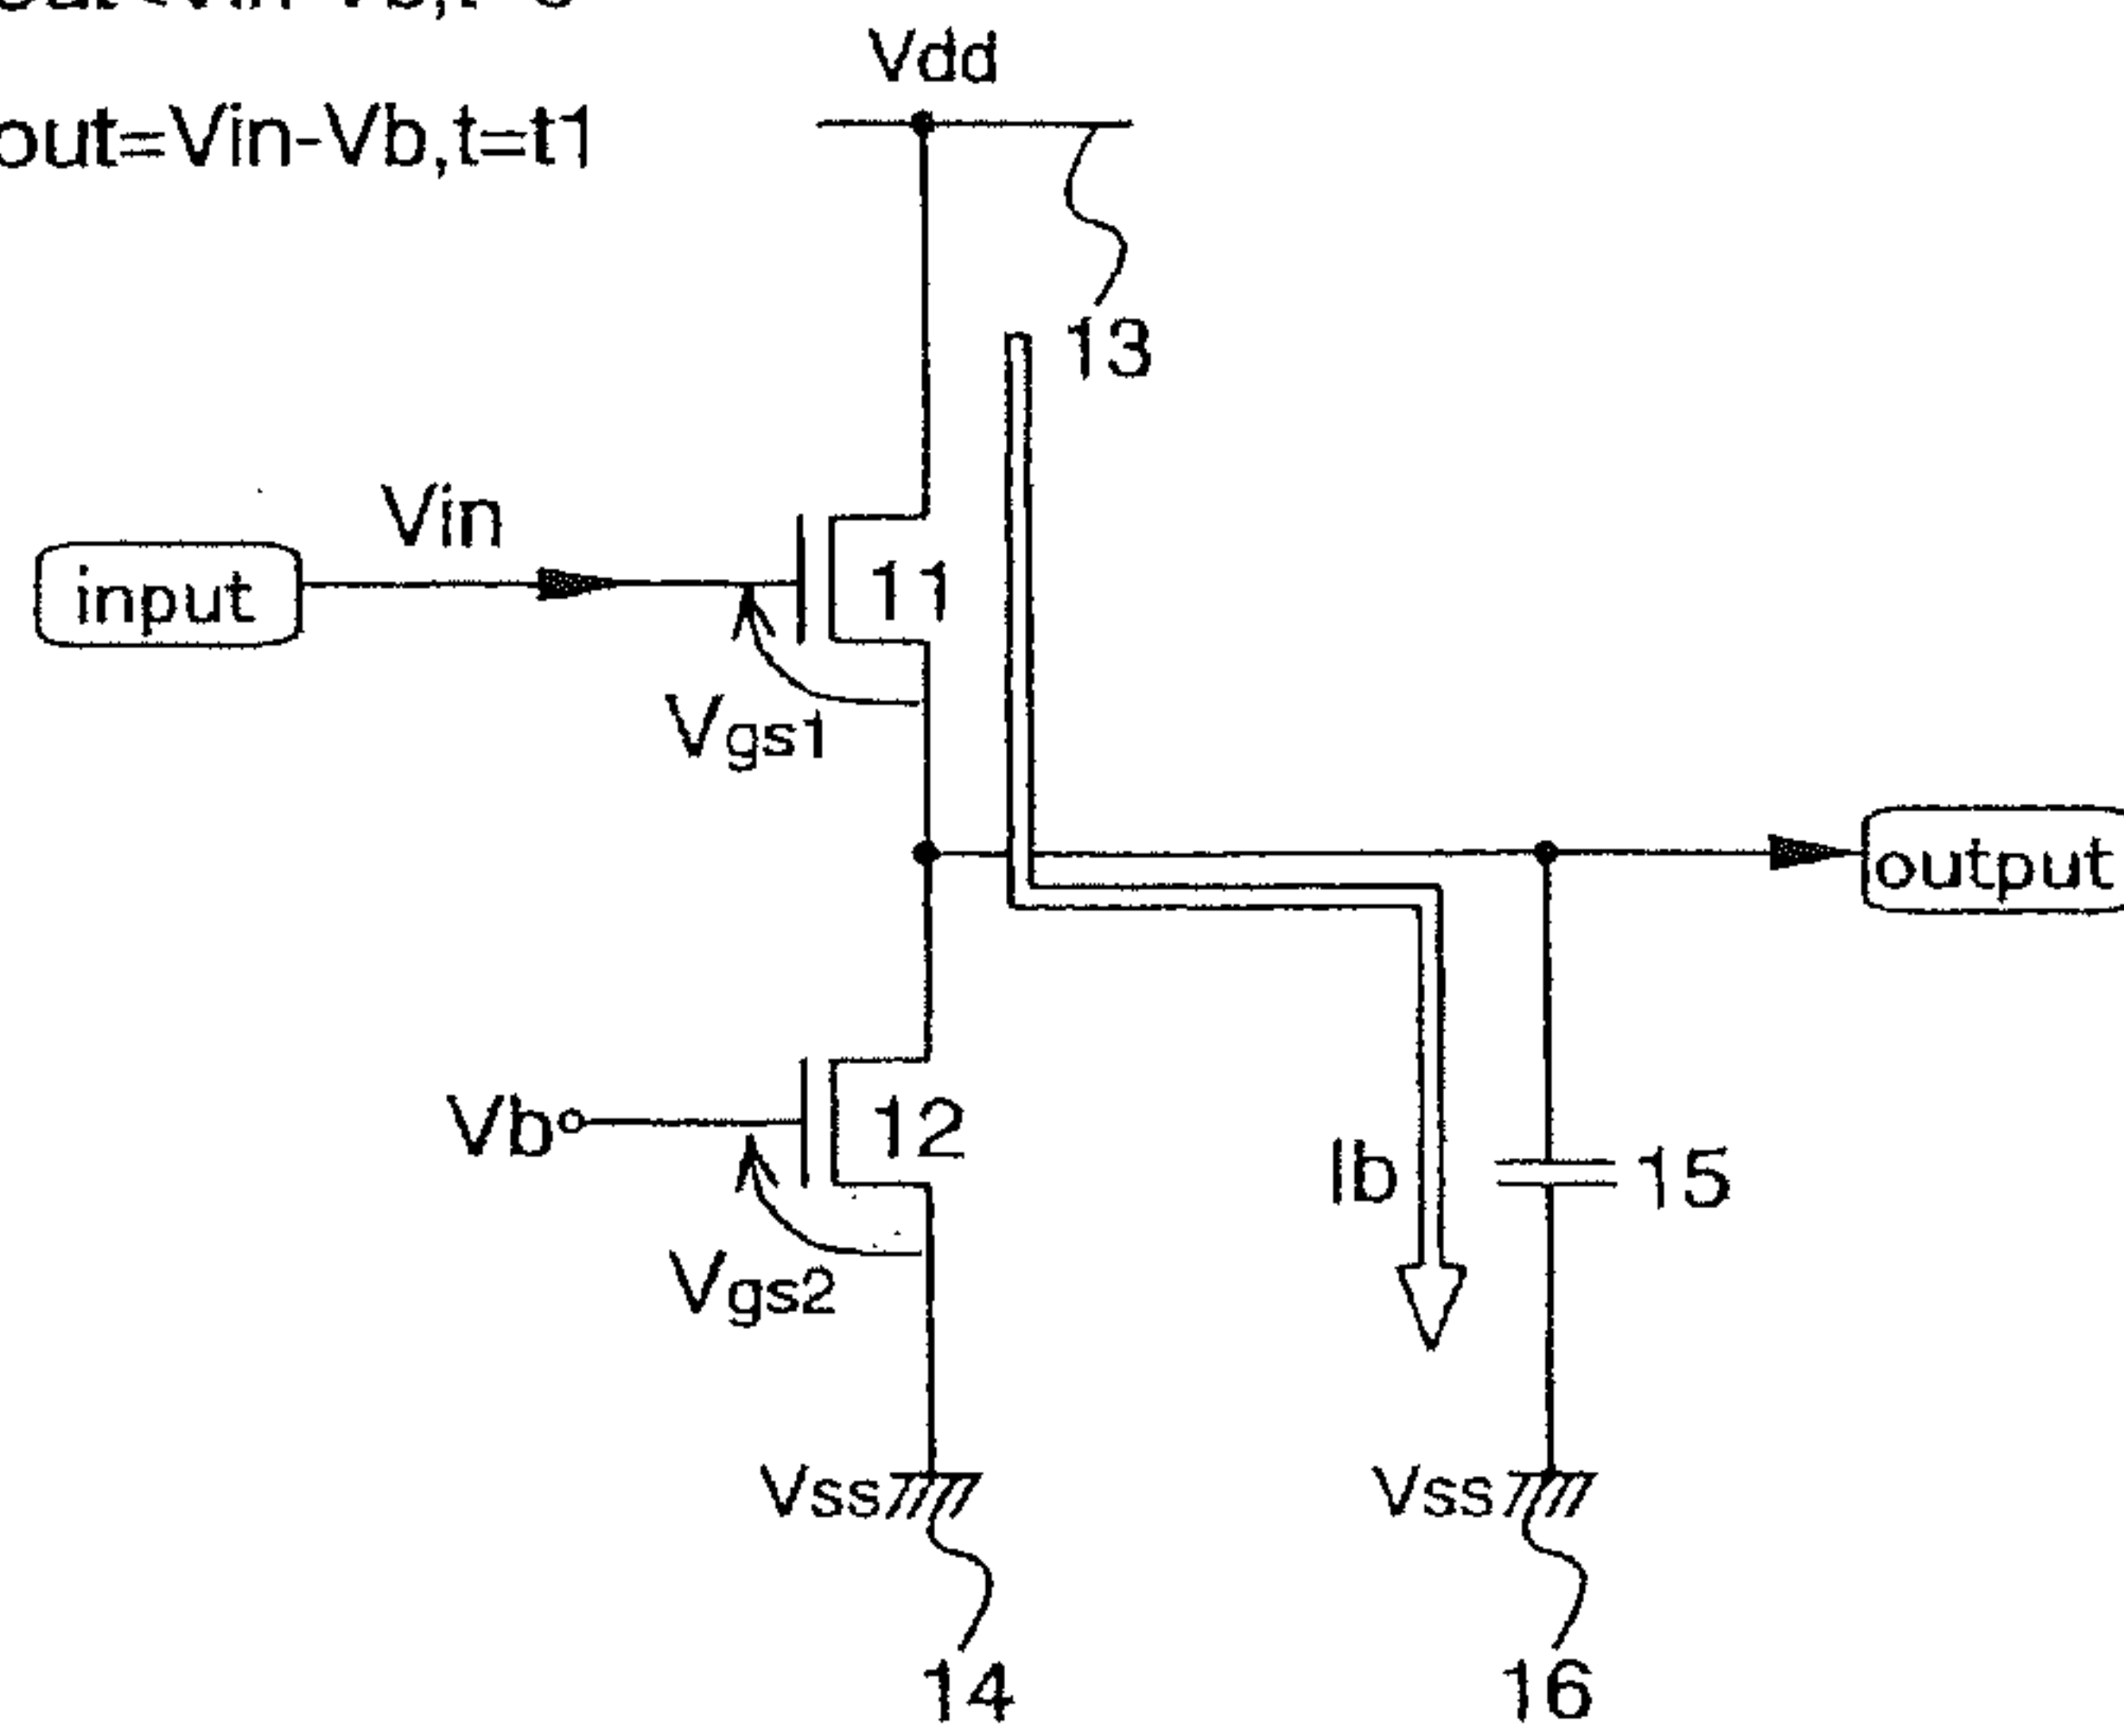 Vdd
out=Vin-Vb,t=t1
13
Vin
input
11
Vgs1
output
Vb
12
Ib
15
Vgs2
Vss
Vss
14
16